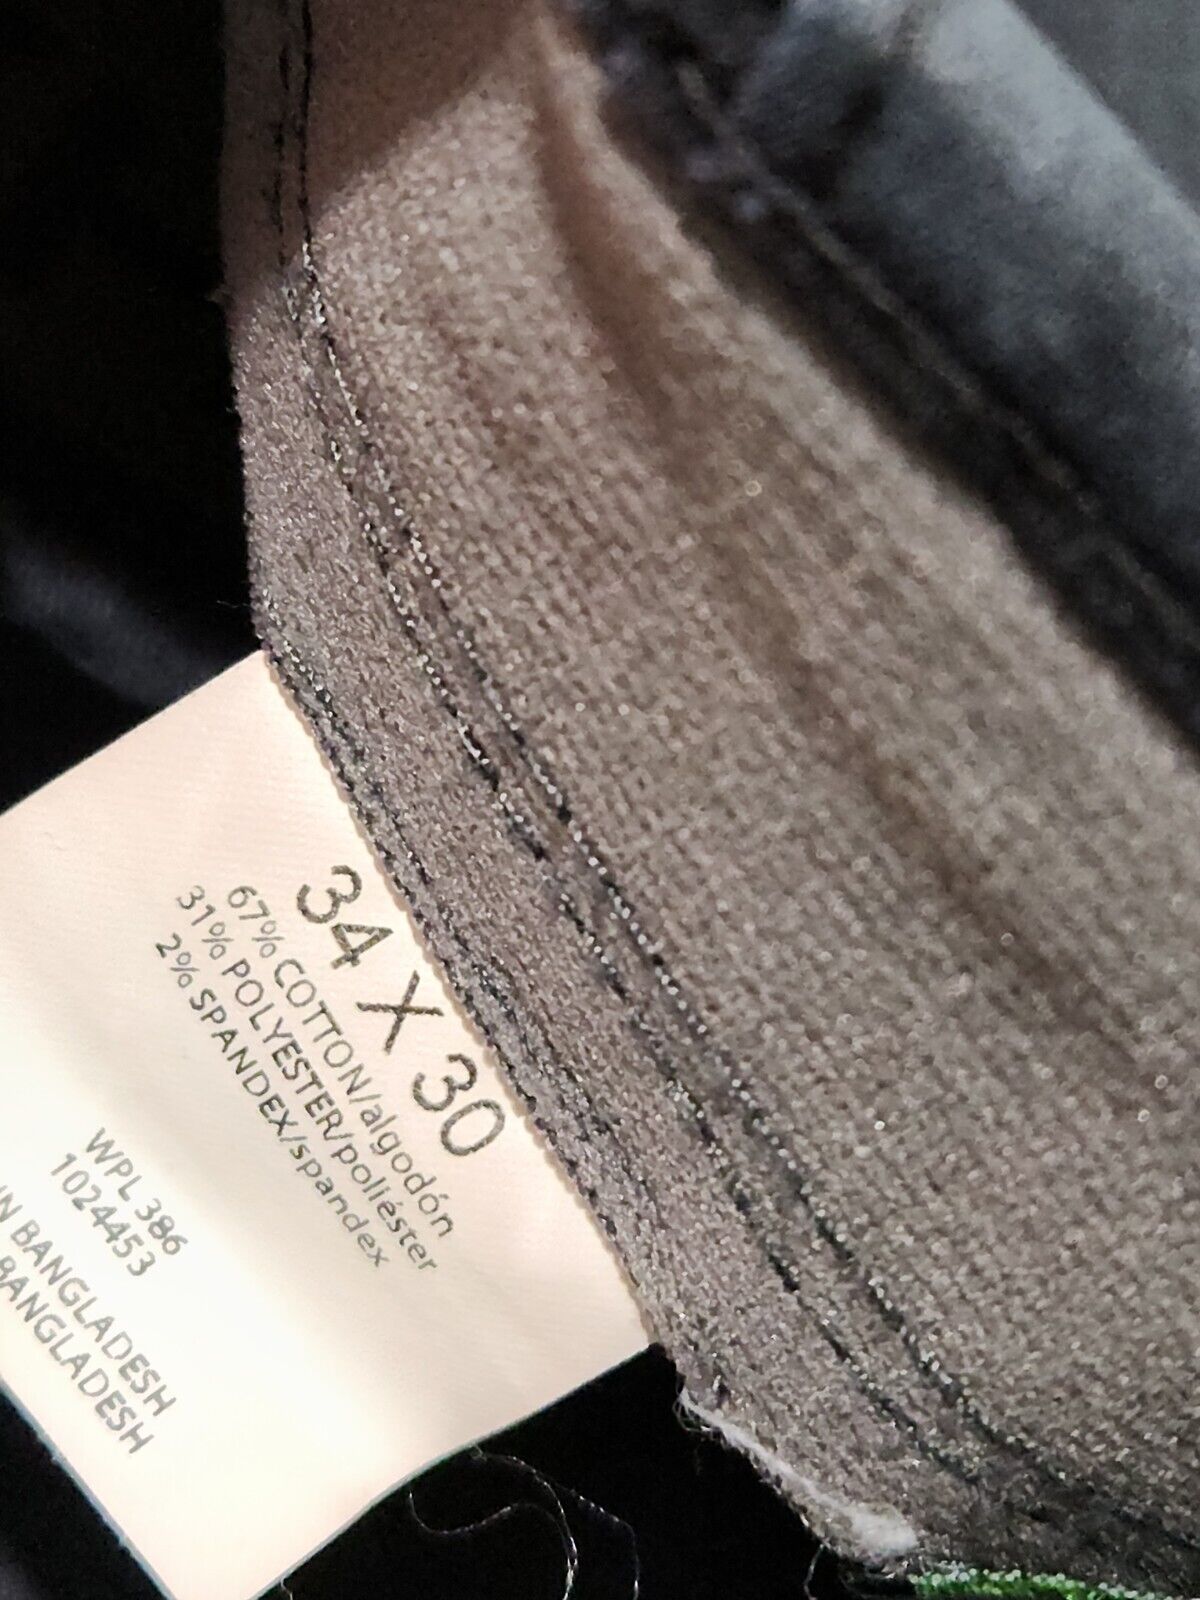 34 X 30
67% COTTON/algodón
31% POLYESTER/poliéster
2% SPANDEX/spandex
WPL 386
1024453
IN BANGLADESH
BANGLADESH